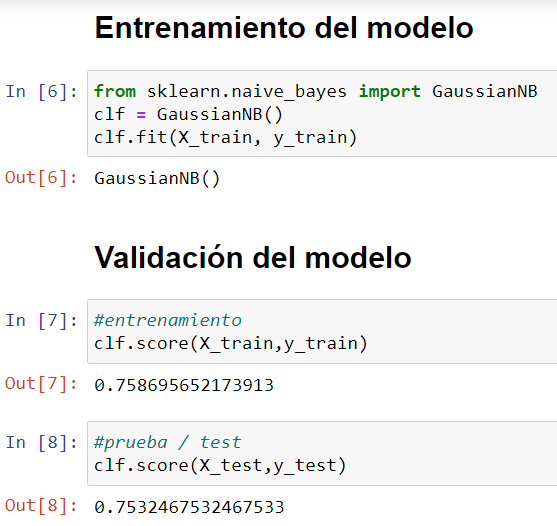 Entrenamiento del modelo
In [6]: from sklearn.naive_bayes import GaussianNB
clf = GaussianNB()
clf.fit(X_train, y_train)
Out[6]: GaussianNB()
Validación del modelo
In [7]: #entrenamiento
clf.score(X_train,y_train)
Out[7]: 0.758695652173913
In [8]: #prueba / test
clf.score(X_test,y_test)
Out[8]: 0.7532467532467533